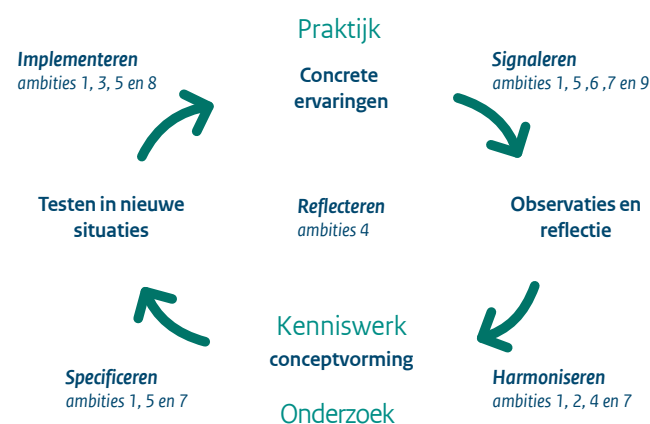 Praktijk
Implementeren
ambities 1, 3, 5 en 8
Concrete
ervaringen
Signaleren
ambities 1, 5 ,6 ,7 en 9
Testen in nieuwe
situaties
Reflecteren
ambities 4
Observaties en
reflectie
Kenniswerk
conceptvorming
Specificeren
ambities 1, 5 en 7
Harmoniseren
ambities 1, 2, 4 en 7
Onderzoek